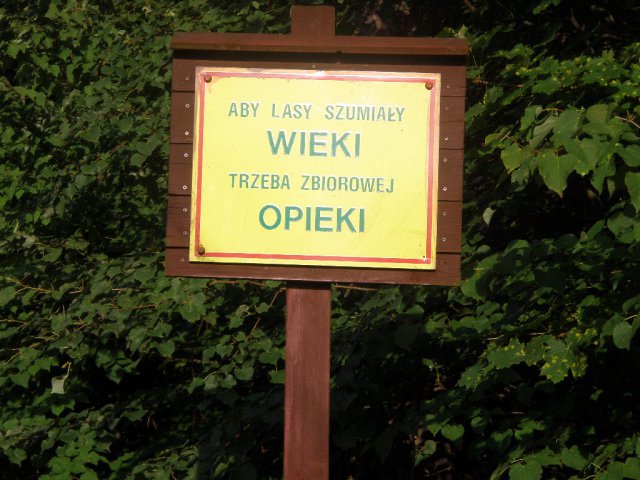 ABY LASY SZUMIAŁY
WIEKI
TRZEBA ZBIOROWEJ
OPIEKI